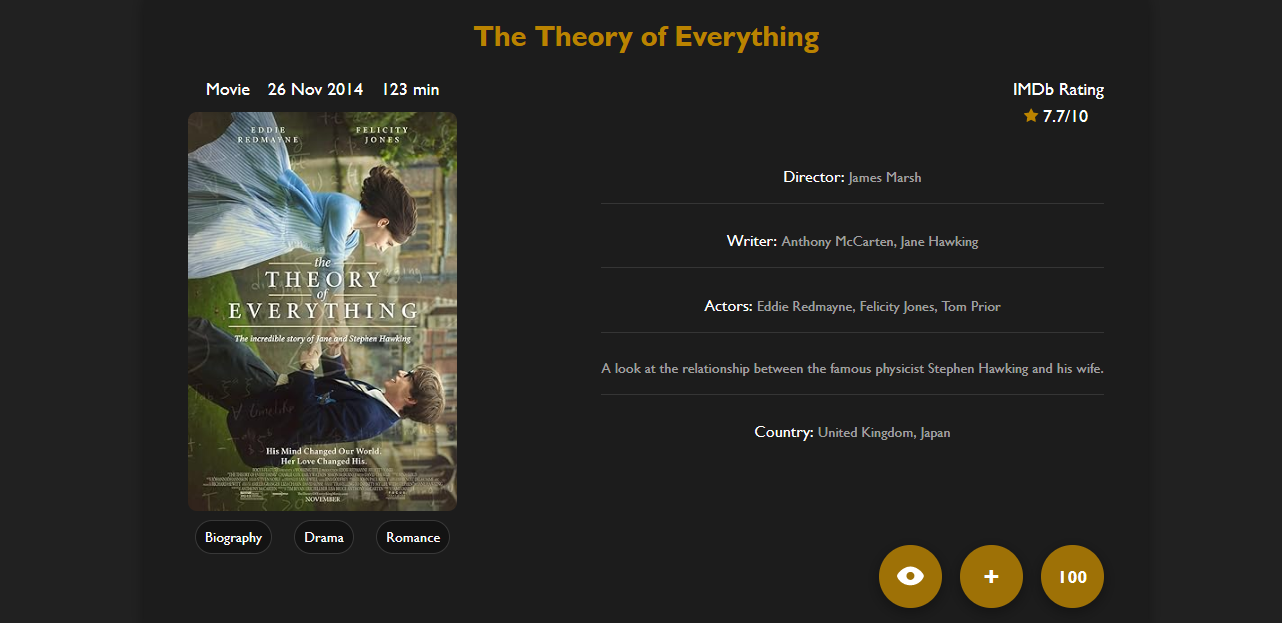 The Theory of Everything
Movie 26 Nov 2014 123 min
IMDb Rating
7.7/10
EDDIE REDMAYNE
FELICITY JONES
the
THEORY
of
EVERYTHING
The incredible story of Jane and Stephen Hawking
His Mind Changed Our World.
Her Love Changed His.
NOVEMBER
Biography Drama Romance
Director: James Marsh
Writer: Anthony McCarten, Jane Hawking
Actors: Eddie Redmayne, Felicity Jones, Tom Prior
A look at the relationship between the famous physicist Stephen Hawking and his wife.
Country: United Kingdom, Japan
+
100